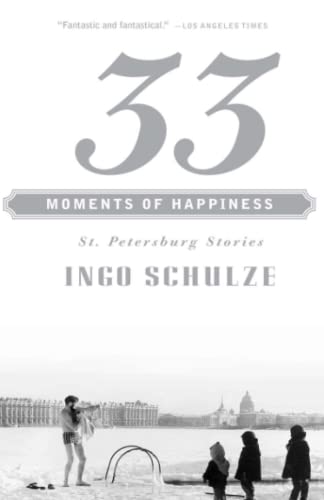 "Fantastic and fantastical." —LOS ANGELES TIMES
33
MOMENTS OF HAPPINESS
St. Petersburg Stories
INGO SCHULZE